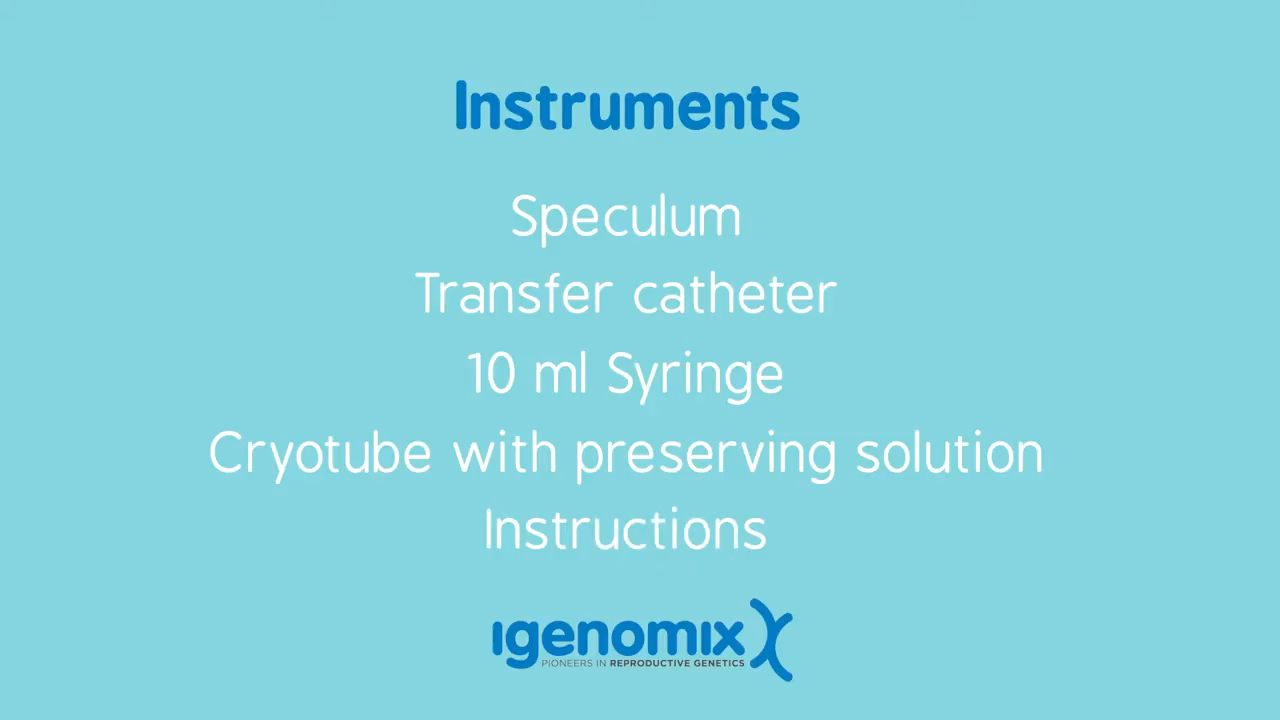 Instruments
Speculum
Transfer catheter
10 ml Syringe
Cryotube with preserving solution
Instructions
igenomix
PIONEERS IN REPRODUCTIVE GENETICS